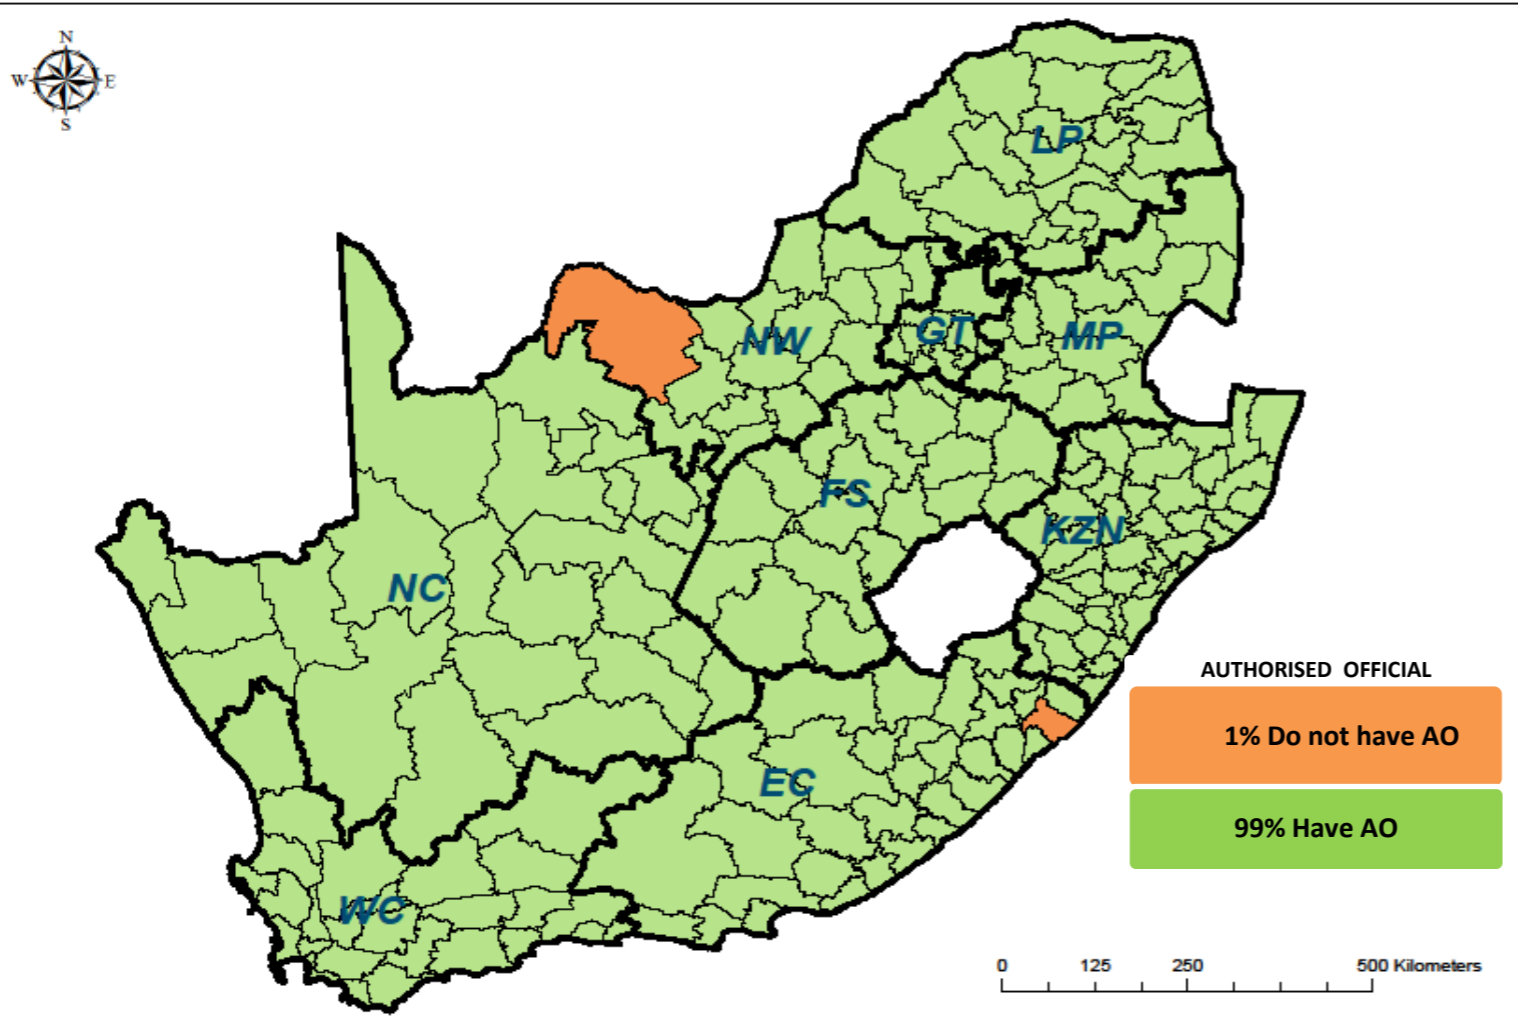 N
W E
S
LP
NW
GT
MP
FS
KZN
NC
EC
WC
AUTHORISED OFFICIAL
1% Do not have AO
99% Have AO
0 125 250 500 Kilometers